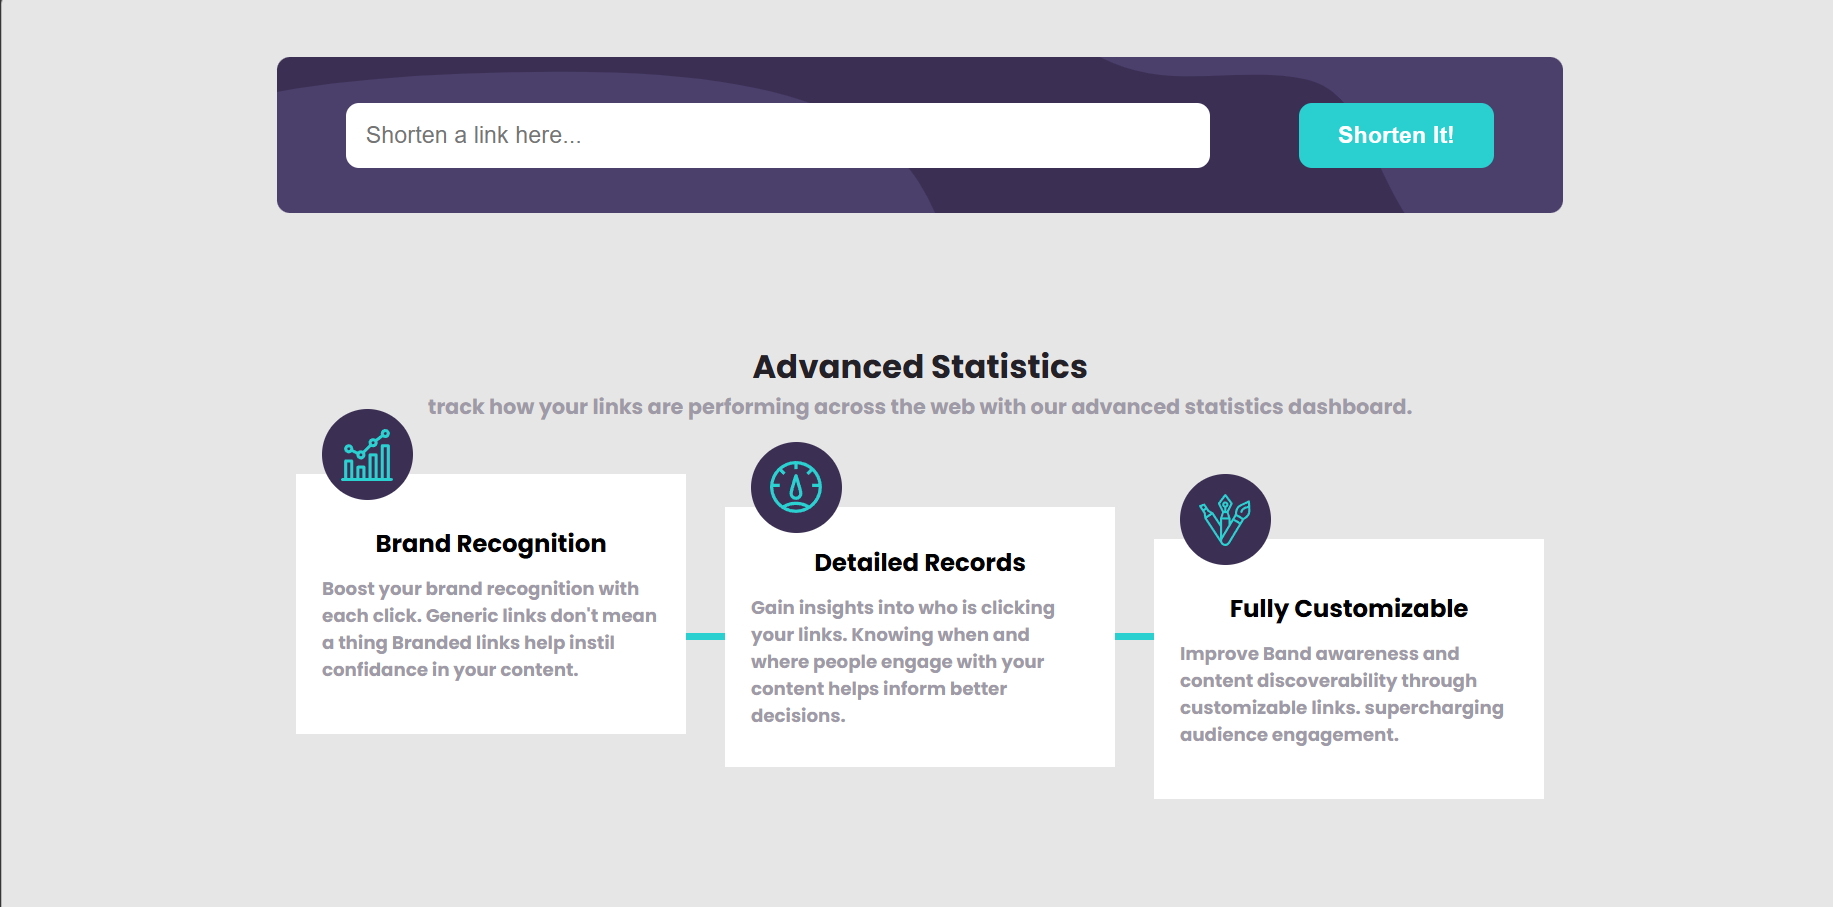 Shorten a link here...
Shorten It!
Advanced Statistics
track how your links are performing across the web with our advanced statistics dashboard.
Brand Recognition
Boost your brand recognition with
each click. Generic links don't mean
a thing Branded links help instil
confidance in your content.
Detailed Records
Gain insights into who is clicking
your links. Knowing when and
where people engage with your
content helps inform better
decisions.
Fully Customizable
Improve Band awareness and
content discoverability through
customizable links. supercharging
audience engagement.